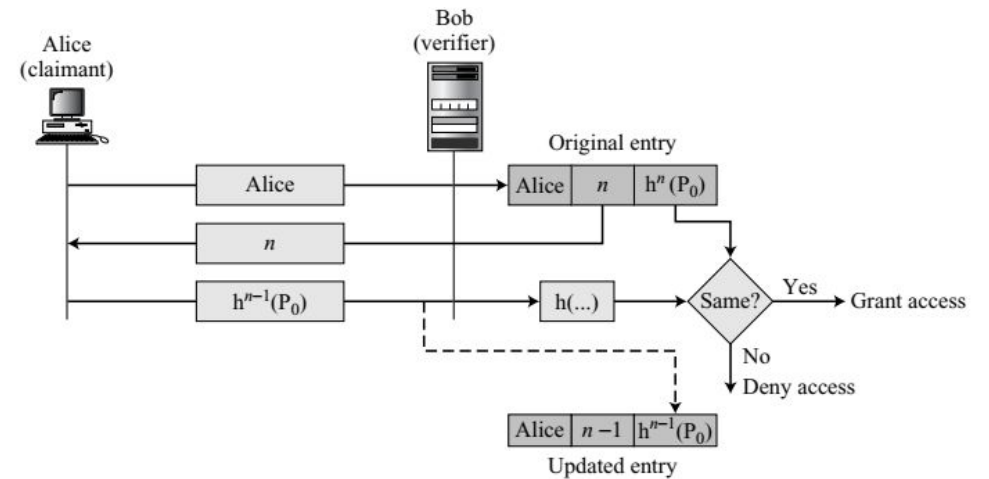 Bob
(verifier)
Alice
(claimant)
Original entry
Alice
Alice n hⁿ(P₀)
n
hⁿ⁻¹(P₀)
h(...)
Same?
Yes
Grant access
No
Deny access
Alice n −1 hⁿ⁻¹(P₀)
Updated entry